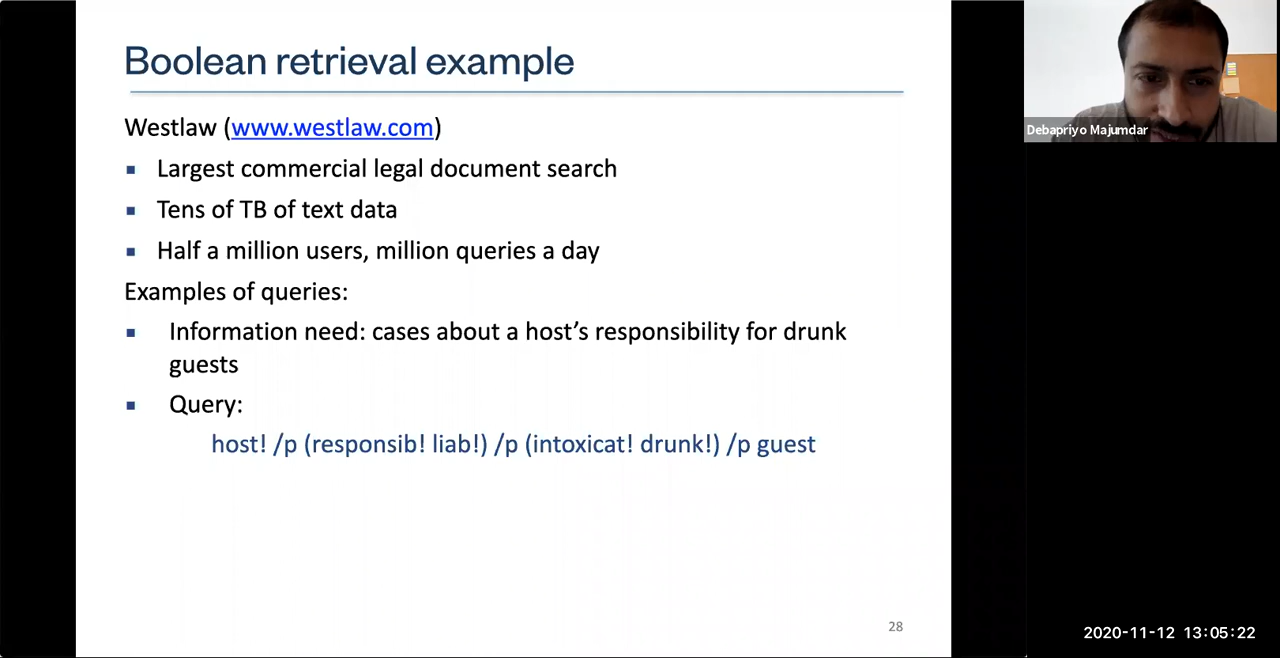 Boolean retrieval example
Westlaw (www.westlaw.com)
▪ Largest commercial legal document search
▪ Tens of TB of text data
▪ Half a million users, million queries a day
Examples of queries:
▪ Information need: cases about a host’s responsibility for drunk
guests
▪ Query:
host! /p (responsib! liab!) /p (intoxicat! drunk!) /p guest
28
Debapriyo Majumdar
2020-11-12 13:05:22